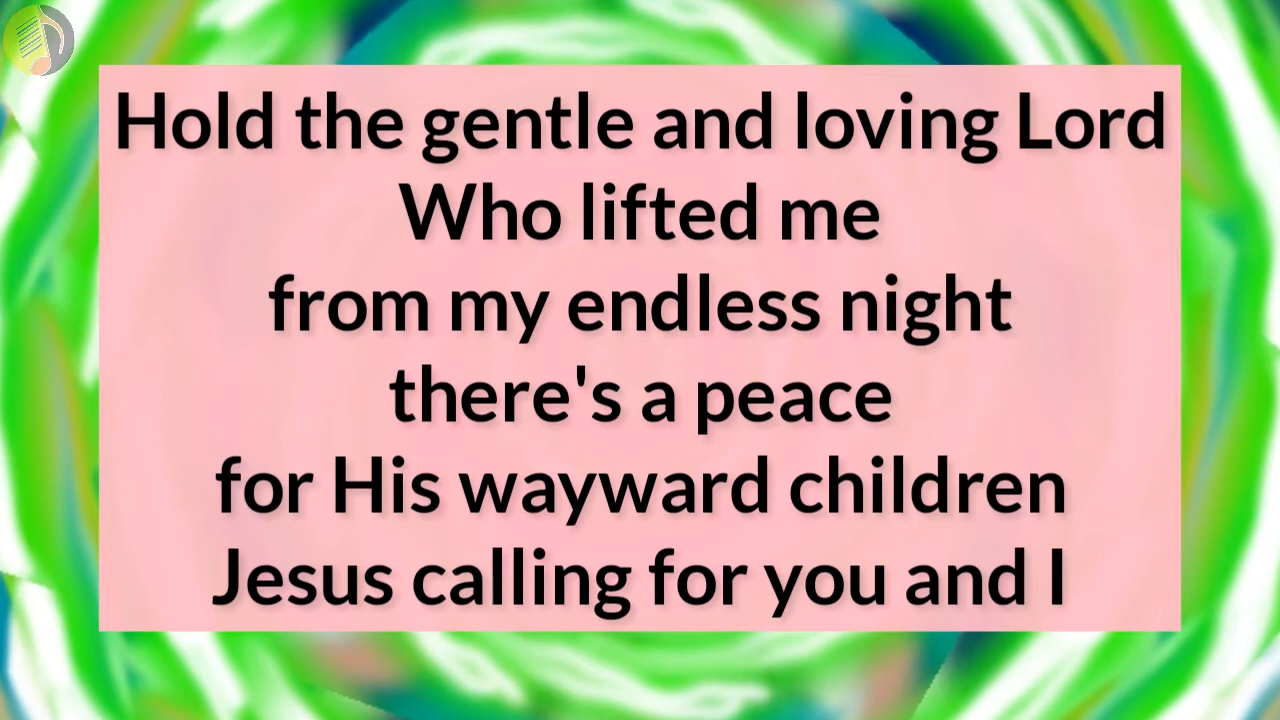 Hold the gentle and loving Lord
Who lifted me
from my endless night
there's a peace
for His wayward children
Jesus calling for you and I